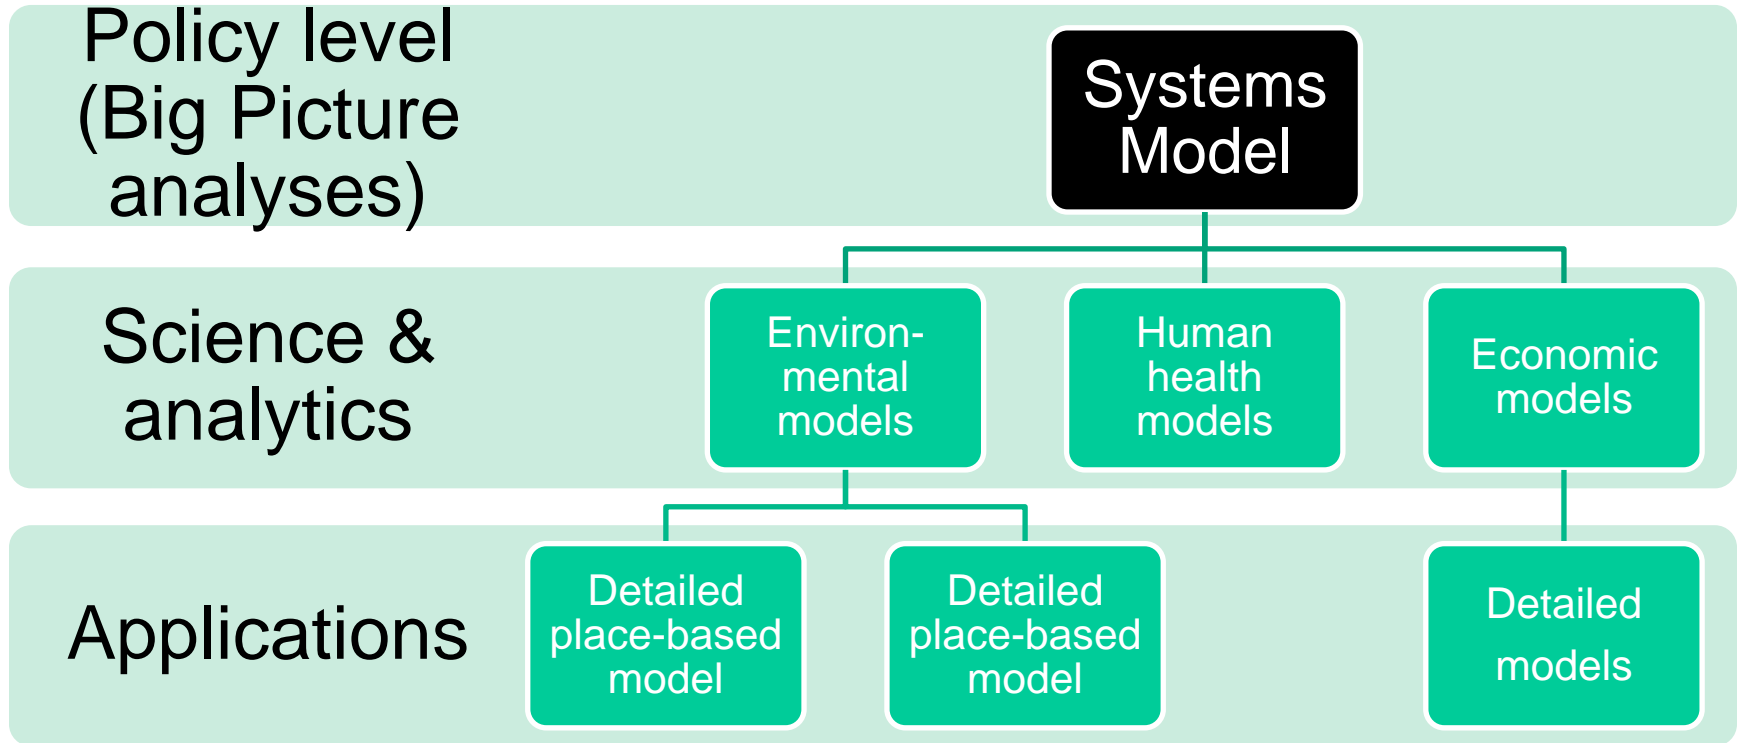 Policy level
(Big Picture
analyses)
Systems
Model
Science &
analytics
Environ-
mental
models
Human
health
models
Economic
models
Applications
Detailed
place-based
model
Detailed
place-based
model
Detailed
models